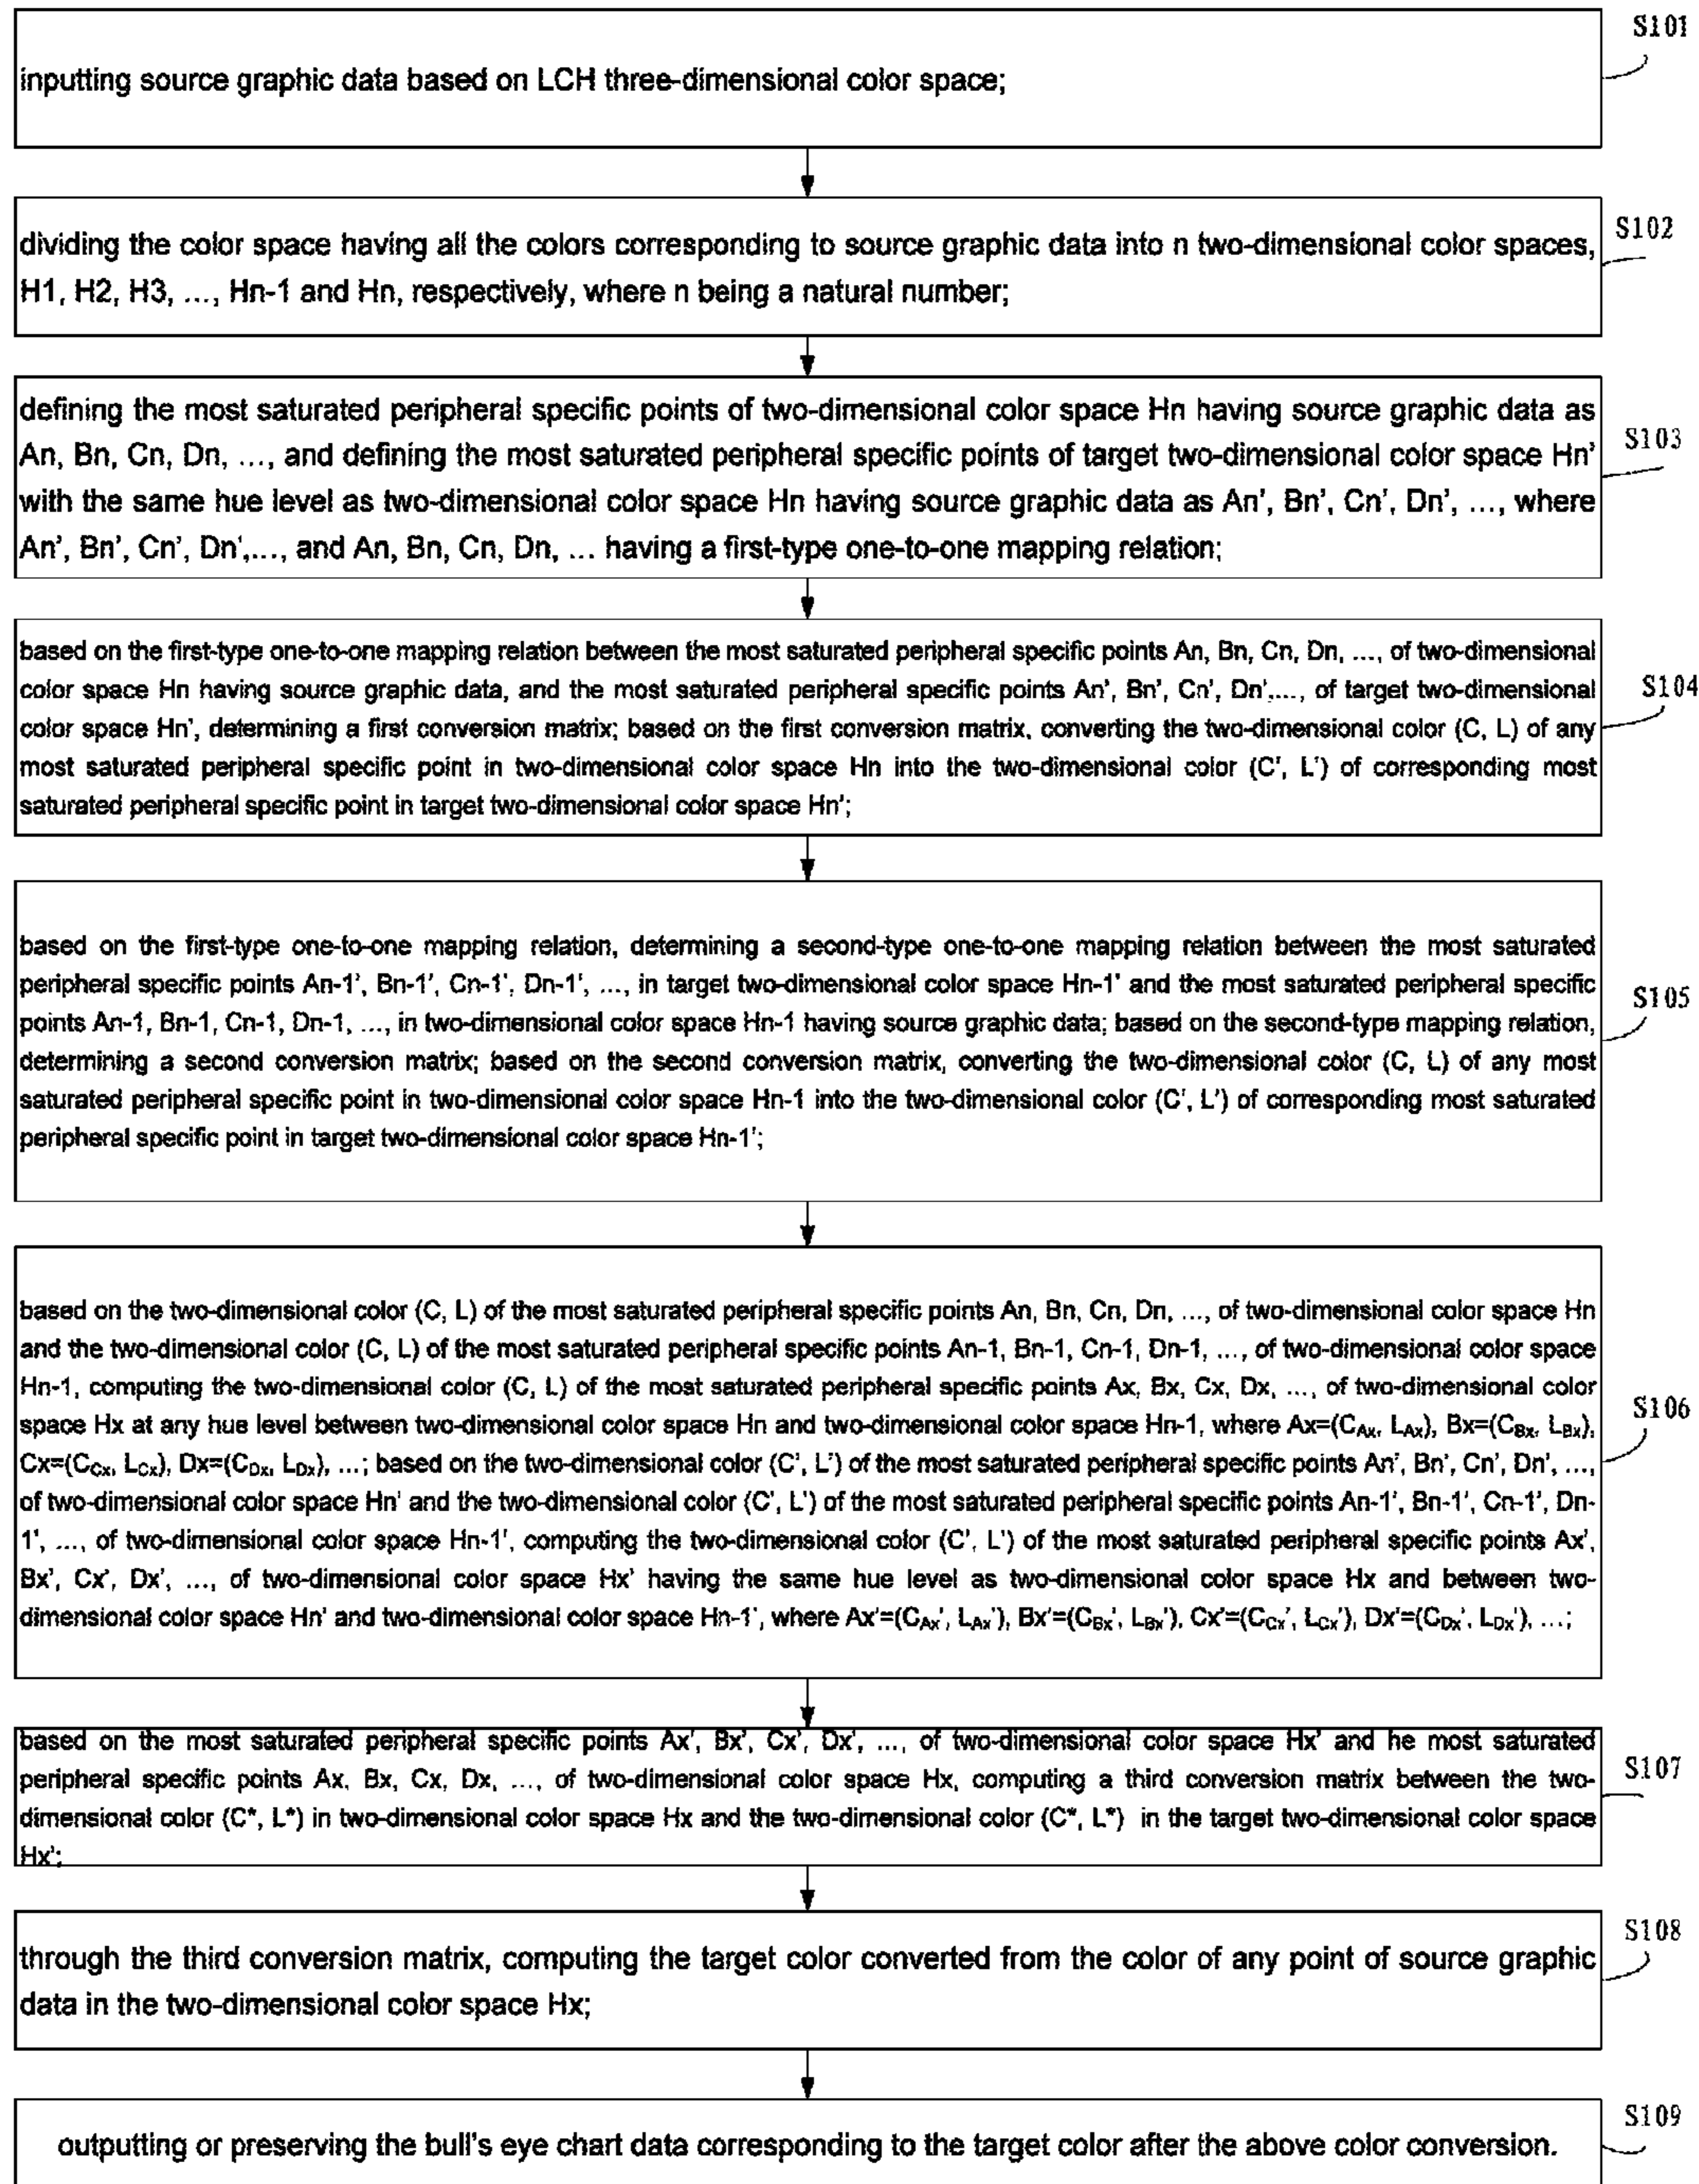 S101
inputting source graphic data based on LCH three-dimensional color space;
S102
dividing the color space having all the colors corresponding to source graphic data into n two-dimensional color spaces,
H1, H2, H3, ..., Hn-1 and Hn, respectively, where n being a natural number;
S103
defining the most saturated peripheral specific points of two-dimensional color space Hn having source graphic data as
An, Bn, Cn, Dn, ..., and defining the most saturated peripheral specific points of target two-dimensional color space Hn'
with the same hue level as two-dimensional color space Hn having source graphic data as An', Bn', Cn', Dn', ..., where
An', Bn', Cn', Dn',..., and An, Bn, Cn, Dn, ... having a first-type one-to-one mapping relation;
S104
based on the first-type one-to-one mapping relation between the most saturated peripheral specific points An, Bn, Cn, Dn, ..., of two-dimensional
color space Hn having source graphic data, and the most saturated peripheral specific points An', Bn', Cn', Dn',..., of target two-dimensional
color space Hn', determining a first conversion matrix; based on the first conversion matrix, converting the two-dimensional color (C, L) of any
most saturated peripheral specific point in two-dimensional color space Hn into the two-dimensional color (C', L') of corresponding most
saturated peripheral specific point in target two-dimensional color space Hn';
S105
based on the first-type one-to-one mapping relation, determining a second-type one-to-one mapping relation between the most saturated
peripheral specific points An-1', Bn-1', Cn-1', Dn-1', ..., in target two-dimensional color space Hn-1' and the most saturated peripheral specific
points An-1, Bn-1, Cn-1, Dn-1, ..., in two-dimensional color space Hn-1 having source graphic data; based on the second-type mapping relation,
determining a second conversion matrix; based on the second conversion matrix, converting the two-dimensional color (C, L) of any most
saturated peripheral specific point in two-dimensional color space Hn-1 into the two-dimensional color (C', L') of corresponding most saturated
peripheral specific point in target two-dimensional color space Hn-1';
S106
based on the two-dimensional color (C, L) of the most saturated peripheral specific points An, Bn, Cn, Dn, ..., of two-dimensional color space Hn
and the two-dimensional color (C, L) of the most saturated peripheral specific points An-1, Bn-1, Cn-1, Dn-1, ..., of two-dimensional color space
Hn-1, computing the two-dimensional color (C, L) of the most saturated peripheral specific points Ax, Bx, Cx, Dx, ..., of two-dimensional color
space Hx at any hue level between two-dimensional color space Hn and two-dimensional color space Hn-1, where Ax=(C_Ax, L_Ax), Bx=(C_Bx, L_Bx),
Cx=(C_Cx, L_Cx), Dx=(C_Dx, L_Dx), ...; based on the two-dimensional color (C', L') of the most saturated peripheral specific points An', Bn', Cn', Dn', ...,
of two-dimensional color space Hn' and the two-dimensional color (C', L') of the most saturated peripheral specific points An-1', Bn-1', Cn-1', Dn-
1', ..., of two-dimensional color space Hn-1', computing the two-dimensional color (C', L') of the most saturated peripheral specific points Ax',
Bx', Cx', Dx', ..., of two-dimensional color space Hx' having the same hue level as two-dimensional color space Hx and between two-
dimensional color space Hn' and two-dimensional color space Hn-1', where Ax'=(C_Ax', L_Ax'), Bx'=(C_Bx', L_Bx'), Cx'=(C_Cx', L_Cx'), Dx'=(C_Dx', L_Dx'), ...;
S107
based on the most saturated peripheral specific points Ax', Bx', Cx', Dx', ..., of two-dimensional color space Hx' and he most saturated
peripheral specific points Ax, Bx, Cx, Dx, ..., of two-dimensional color space Hx, computing a third conversion matrix between the two-
dimensional color (C*, L*) in two-dimensional color space Hx and the two-dimensional color (C*, L*) in the target two-dimensional color space
Hx';
S108
through the third conversion matrix, computing the target color converted from the color of any point of source graphic
data in the two-dimensional color space Hx;
S109
outputting or preserving the bull's eye chart data corresponding to the target color after the above color conversion.